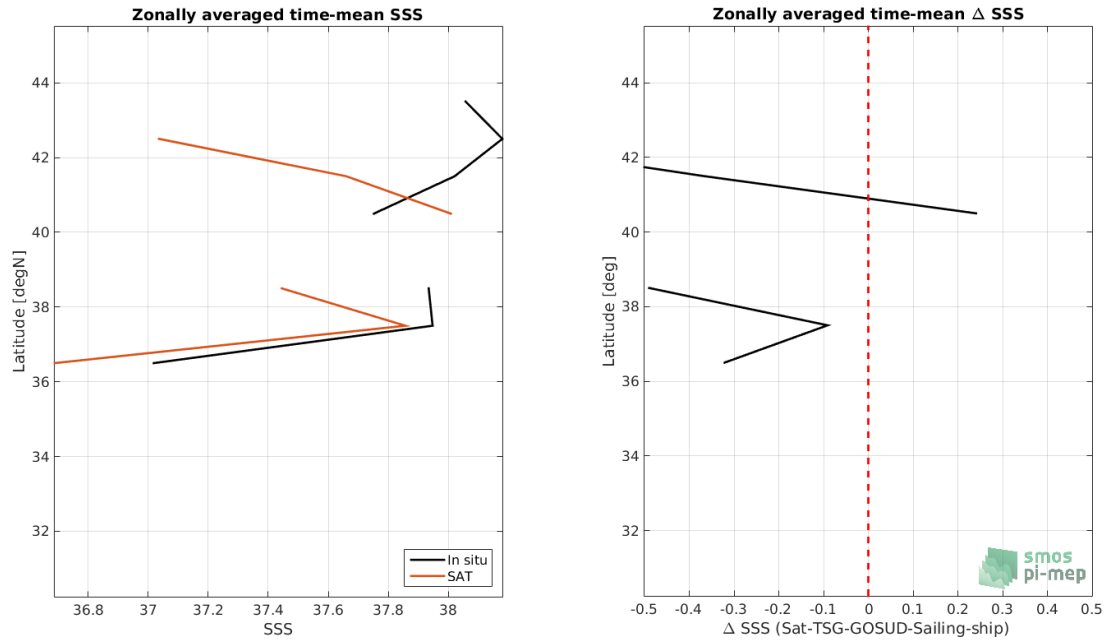 Zonally averaged time-mean SSS
44
42
40
38
36
34
32
Latitude [degN]
36.8 37 37.2 37.4 37.6 37.8 38
SSS
In situ
SAT
Zonally averaged time-mean Δ SSS
44
42
40
38
36
34
32
Latitude [deg]
-0.5 -0.4 -0.3 -0.2 -0.1 0 0.1 0.2 0.3 0.4 0.5
Δ SSS (Sat-TSG-GOSUD-Sailing-ship)
smos
pi-mep